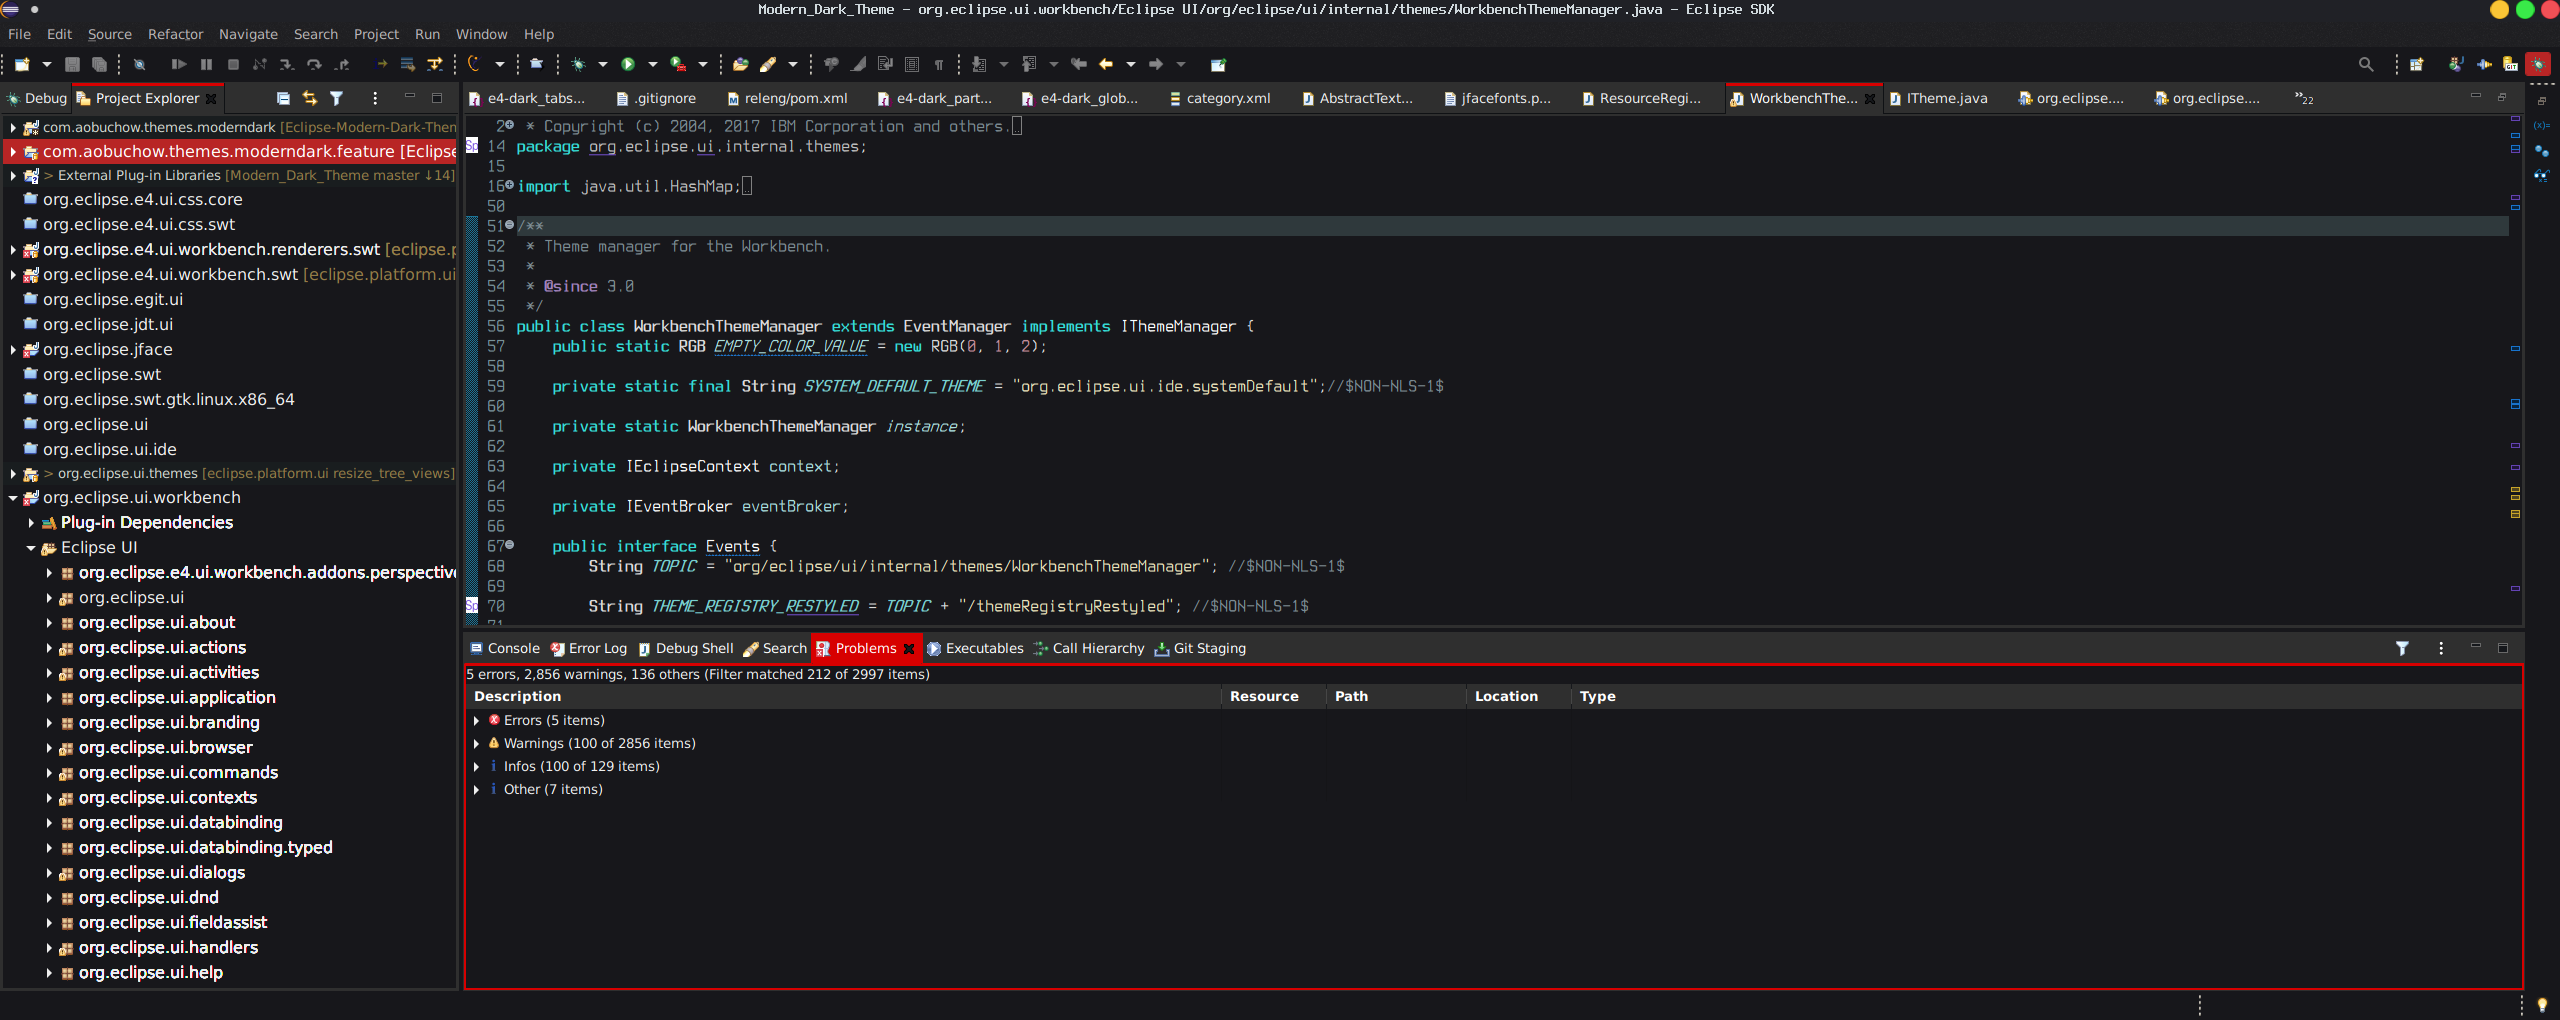 Modern_Dark_Theme - org.eclipse.ui.workbench/Eclipse UI/org/eclipse/ui/internal/themes/WorkbenchThemeManager.java - Eclipse SDK
File Edit Source Refactor Navigate Search Project Run Window Help
Debug Project Explorer
com.aobuchow.themes.moderndark [Eclipse-Modern-Dark-Them
com.aobuchow.themes.moderndark.feature [Eclipse
> External Plug-in Libraries [Modern_Dark_Theme master ↓14]
org.eclipse.e4.ui.css.core
org.eclipse.e4.ui.css.swt
org.eclipse.e4.ui.workbench.renderers.swt [eclipse.p
org.eclipse.e4.ui.workbench.swt [eclipse.platform.ui
org.eclipse.egit.ui
org.eclipse.jdt.ui
org.eclipse.jface
org.eclipse.swt
org.eclipse.swt.gtk.linux.x86_64
org.eclipse.ui
org.eclipse.ui.ide
> org.eclipse.ui.themes [eclipse.platform.ui resize_tree_views]
org.eclipse.ui.workbench
Plug-in Dependencies
Eclipse UI
org.eclipse.e4.ui.workbench.addons.perspective
org.eclipse.ui
org.eclipse.ui.about
org.eclipse.ui.actions
org.eclipse.ui.activities
org.eclipse.ui.application
org.eclipse.ui.branding
org.eclipse.ui.browser
org.eclipse.ui.commands
org.eclipse.ui.contexts
org.eclipse.ui.databinding
org.eclipse.ui.databinding.typed
org.eclipse.ui.dialogs
org.eclipse.ui.dnd
org.eclipse.ui.fieldassist
org.eclipse.ui.handlers
org.eclipse.ui.help
e4-dark_tabs... .gitignore releng/pom.xml e4-dark_part... e4-dark_glob... category.xml AbstractText... jfacefonts.p... ResourceRegi... WorkbenchThe... ITheme.java org.eclipse.... org.eclipse.... »22
2 * Copyright (c) 2004, 2017 IBM Corporation and others.
14 package org.eclipse.ui.internal.themes;
15
16 import java.util.HashMap;
50
51 /**
52 * Theme manager for the Workbench.
53 *
54 * @since 3.0
55 */
56 public class WorkbenchThemeManager extends EventManager implements IThemeManager {
57 public static RGB EMPTY_COLOR_VALUE = new RGB(0, 1, 2);
58
59 private static final String SYSTEM_DEFAULT_THEME = "org.eclipse.ui.ide.systemDefault";//$NON-NLS-1$
60
61 private static WorkbenchThemeManager instance;
62
63 private IEclipseContext context;
64
65 private IEventBroker eventBroker;
66
67 public interface Events {
68 String TOPIC = "org/eclipse/ui/internal/themes/WorkbenchThemeManager"; //$NON-NLS-1$
69
70 String THEME_REGISTRY_RESTYLED = TOPIC + "/themeRegistryRestyled"; //$NON-NLS-1$
71
Console Error Log Debug Shell Search Problems Executables Call Hierarchy Git Staging
5 errors, 2,856 warnings, 136 others (Filter matched 212 of 2997 items)
Description Resource Path Location Type
Errors (5 items)
Warnings (100 of 2856 items)
Infos (100 of 129 items)
Other (7 items)